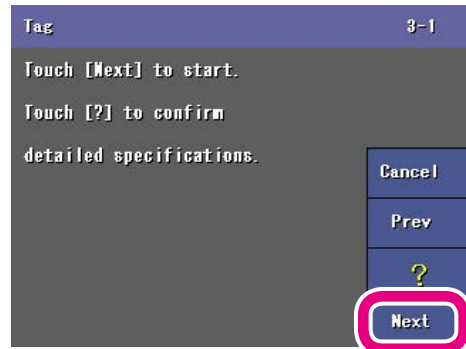 Tag 3-1
Touch [Next] to start.
Touch [?] to confirm
detailed specifications.
Cancel
Prev
?
Next